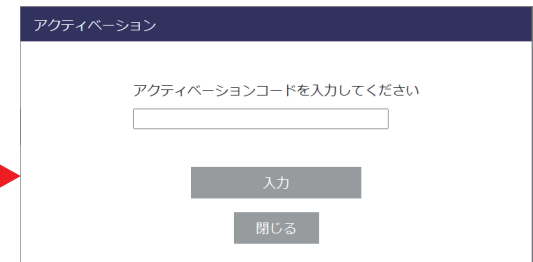 アクティベーション
アクティベーションコードを入力してください
入力
閉じる